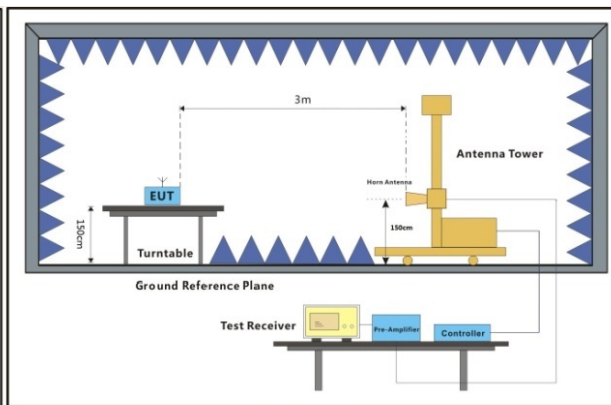 3m
Antenna Tower
Horn Antenna
EUT
150cm
150cm
Turntable
Ground Reference Plane
Test Receiver
Pre-Amplifier
Controller